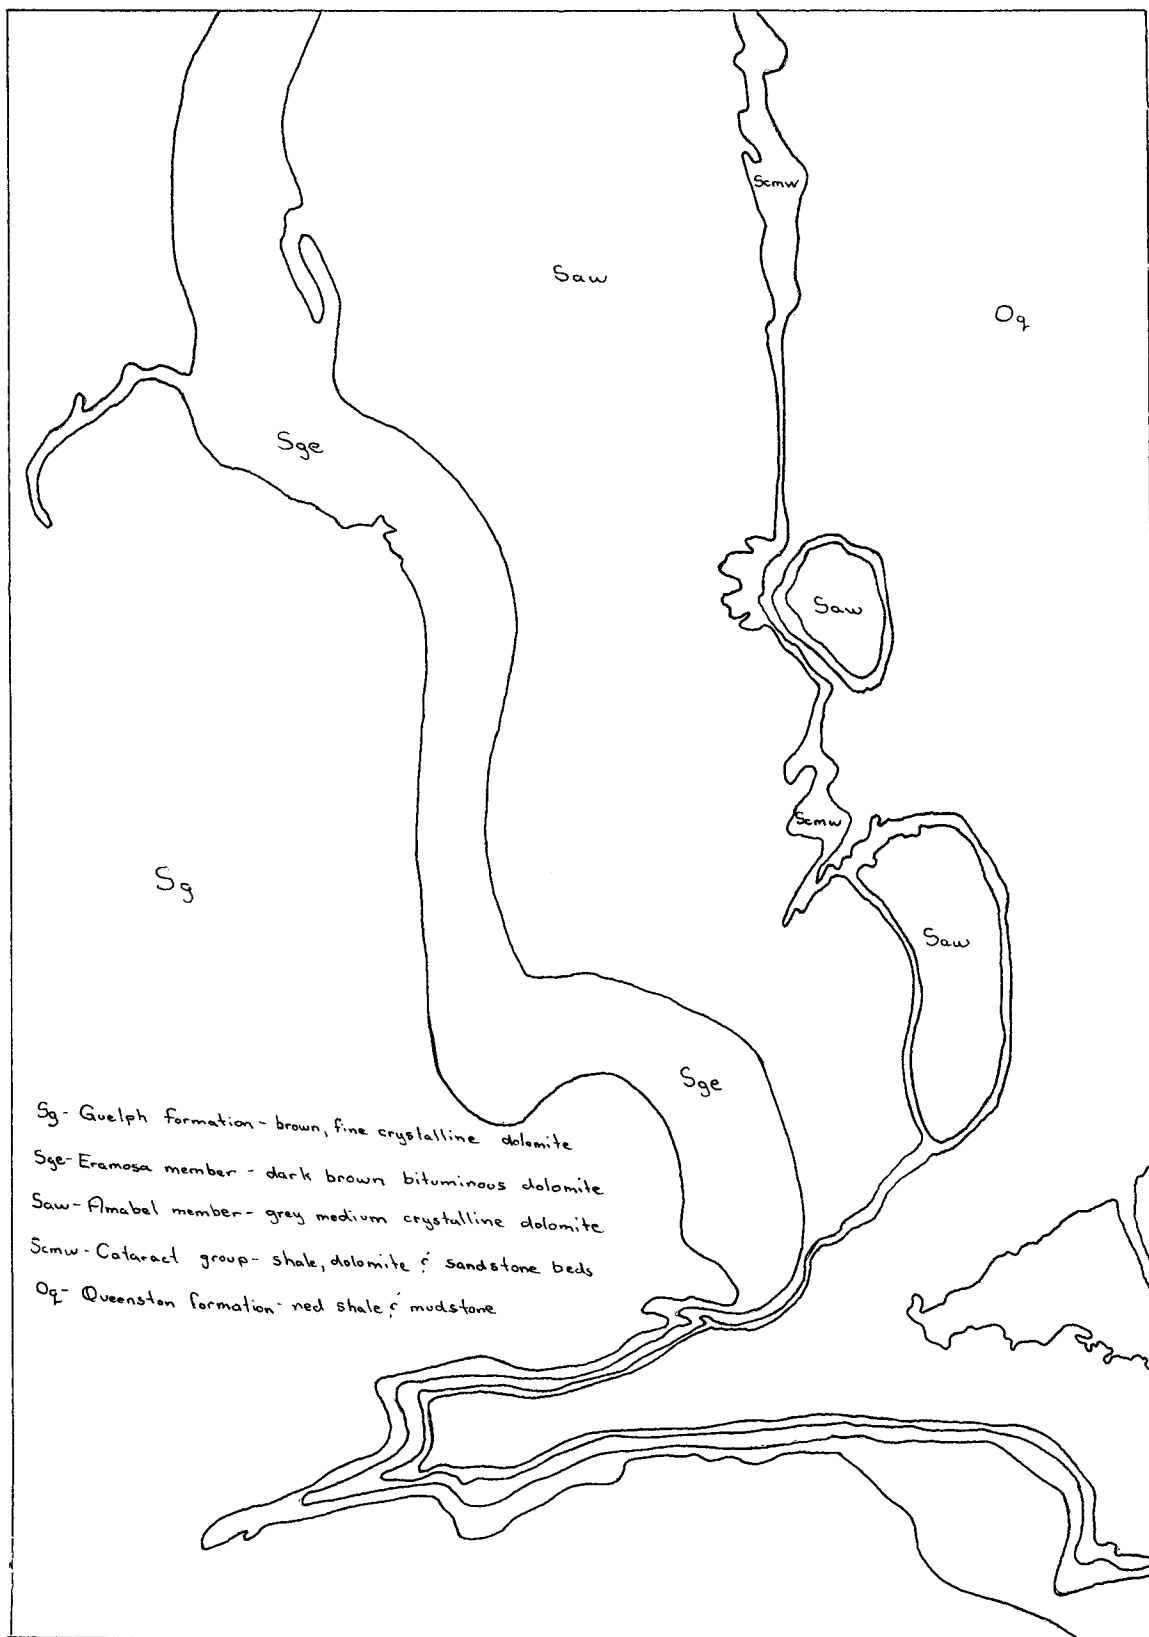 Scmw
Saw
Oq
Sge
Saw
Scmw
Sg
Saw
Sge
Sg- Guelph formation - brown, fine crystalline dolomite
Sge- Eramosa member - dark brown bituminous dolomite
Saw- Amabel member - grey medium crystalline dolomite
Scmw - Cataract group - shale, dolomite & sandstone beds
Oq- Queenston formation - red shale & mudstone